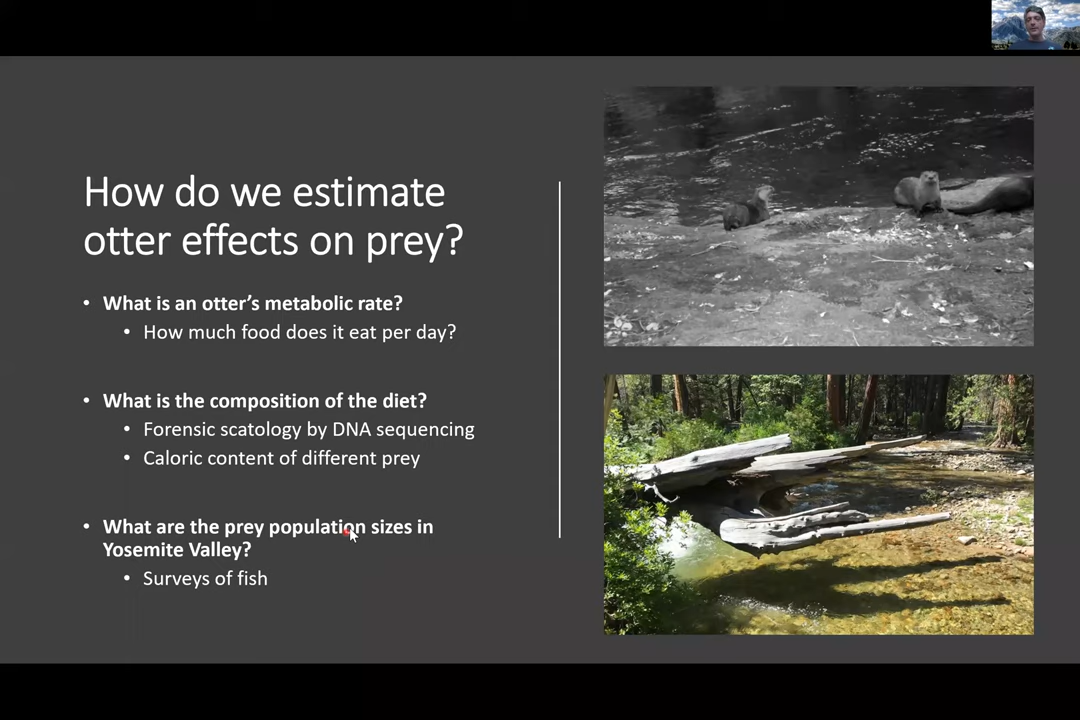 How do we estimate
otter effects on prey?
• What is an otter's metabolic rate?
• How much food does it eat per day?
• What is the composition of the diet?
• Forensic scatology by DNA sequencing
• Caloric content of different prey
• What are the prey population sizes in
Yosemite Valley?
• Surveys of fish